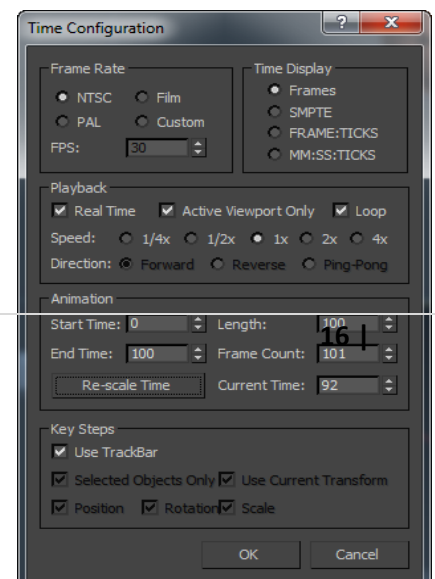 Time Configuration
? X
Frame Rate
NTSC Film
PAL Custom
FPS: 30
Time Display
Frames
SMPTE
FRAME:TICKS
MM:SS:TICKS
Playback
Real Time Active Viewport Only Loop
Speed: 1/4x 1/2x 1x 2x 4x
Direction: Forward Reverse Ping-Pong
Animation
Start Time: 0 Length: 100
16 |
End Time: 100 Frame Count: 101
Re-scale Time Current Time: 92
Key Steps
Use TrackBar
Selected Objects Only Use Current Transform
Position Rotation Scale
OK Cancel